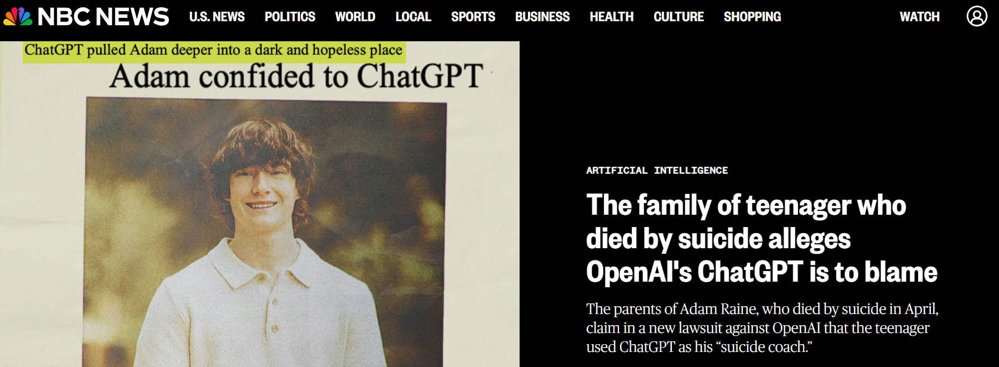 NBC NEWS U.S. NEWS POLITICS WORLD LOCAL SPORTS BUSINESS HEALTH CULTURE SHOPPING WATCH
ChatGPT pulled Adam deeper into a dark and hopeless place
Adam confided to ChatGPT
ARTIFICIAL INTELLIGENCE
The family of teenager who
died by suicide alleges
OpenAI's ChatGPT is to blame
The parents of Adam Raine, who died by suicide in April,
claim in a new lawsuit against OpenAI that the teenager
used ChatGPT as his “suicide coach.”